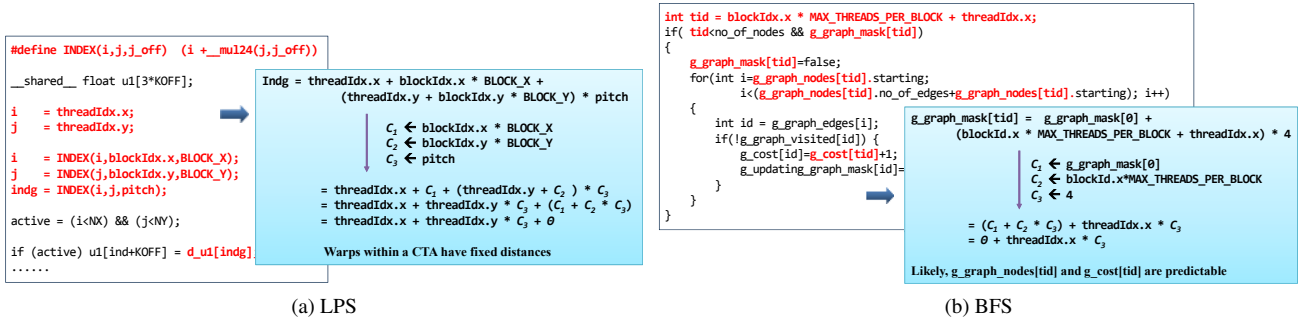 #define INDEX(i,j,j_off)  (i +__mul24(j,j_off))
__shared__ float u1[3*KOFF];
i    = threadIdx.x;
j    = threadIdx.y;
i    = INDEX(i,blockIdx.x,BLOCK_X);
j    = INDEX(j,blockIdx.y,BLOCK_Y);
indg = INDEX(i,j,pitch);
active = (i<NX) && (j<NY);
if (active) u1[ind+KOFF] = d_u1[indg]
......
Indg = threadIdx.x + blockIdx.x * BLOCK_X +
(threadIdx.y + blockIdx.y * BLOCK_Y) * pitch
C₁ ← blockIdx.x * BLOCK_X
C₂ ← blockIdx.y * BLOCK_Y
C₃ ← pitch
= threadIdx.x + C₁ + (threadIdx.y + C₂ ) * C₃
= threadIdx.x + threadIdx.y * C₃ + (C₁ + C₂ * C₃)
= threadIdx.x + threadIdx.y * C₃ + θ
Warps within a CTA have fixed distances
(a) LPS
int tid = blockIdx.x * MAX_THREADS_PER_BLOCK + threadIdx.x;
if( tid<no_of_nodes && g_graph_mask[tid])
{
g_graph_mask[tid]=false;
for(int i=g_graph_nodes[tid].starting;
i<(g_graph_nodes[tid].no_of_edges+g_graph_nodes[tid].starting); i++)
{
int id = g_graph_edges[i];
if(!g_graph_visited[id]) {
g_cost[id]=g_cost[tid]+1;
g_updating_graph_mask[id]=
}
}
}
g_graph_mask[tid] =  g_graph_mask[0] +
(blockId.x * MAX_THREADS_PER_BLOCK + threadIdx.x) * 4
C₁ ← g_graph_mask[0]
C₂ ← blockId.x*MAX_THREADS_PER_BLOCK
C₃ ← 4
= (C₁ + C₂ * C₃) + threadIdx.x * C₃
= θ + threadIdx.x * C₃
Likely, g_graph_nodes[tid] and g_cost[tid] are predictable
(b) BFS